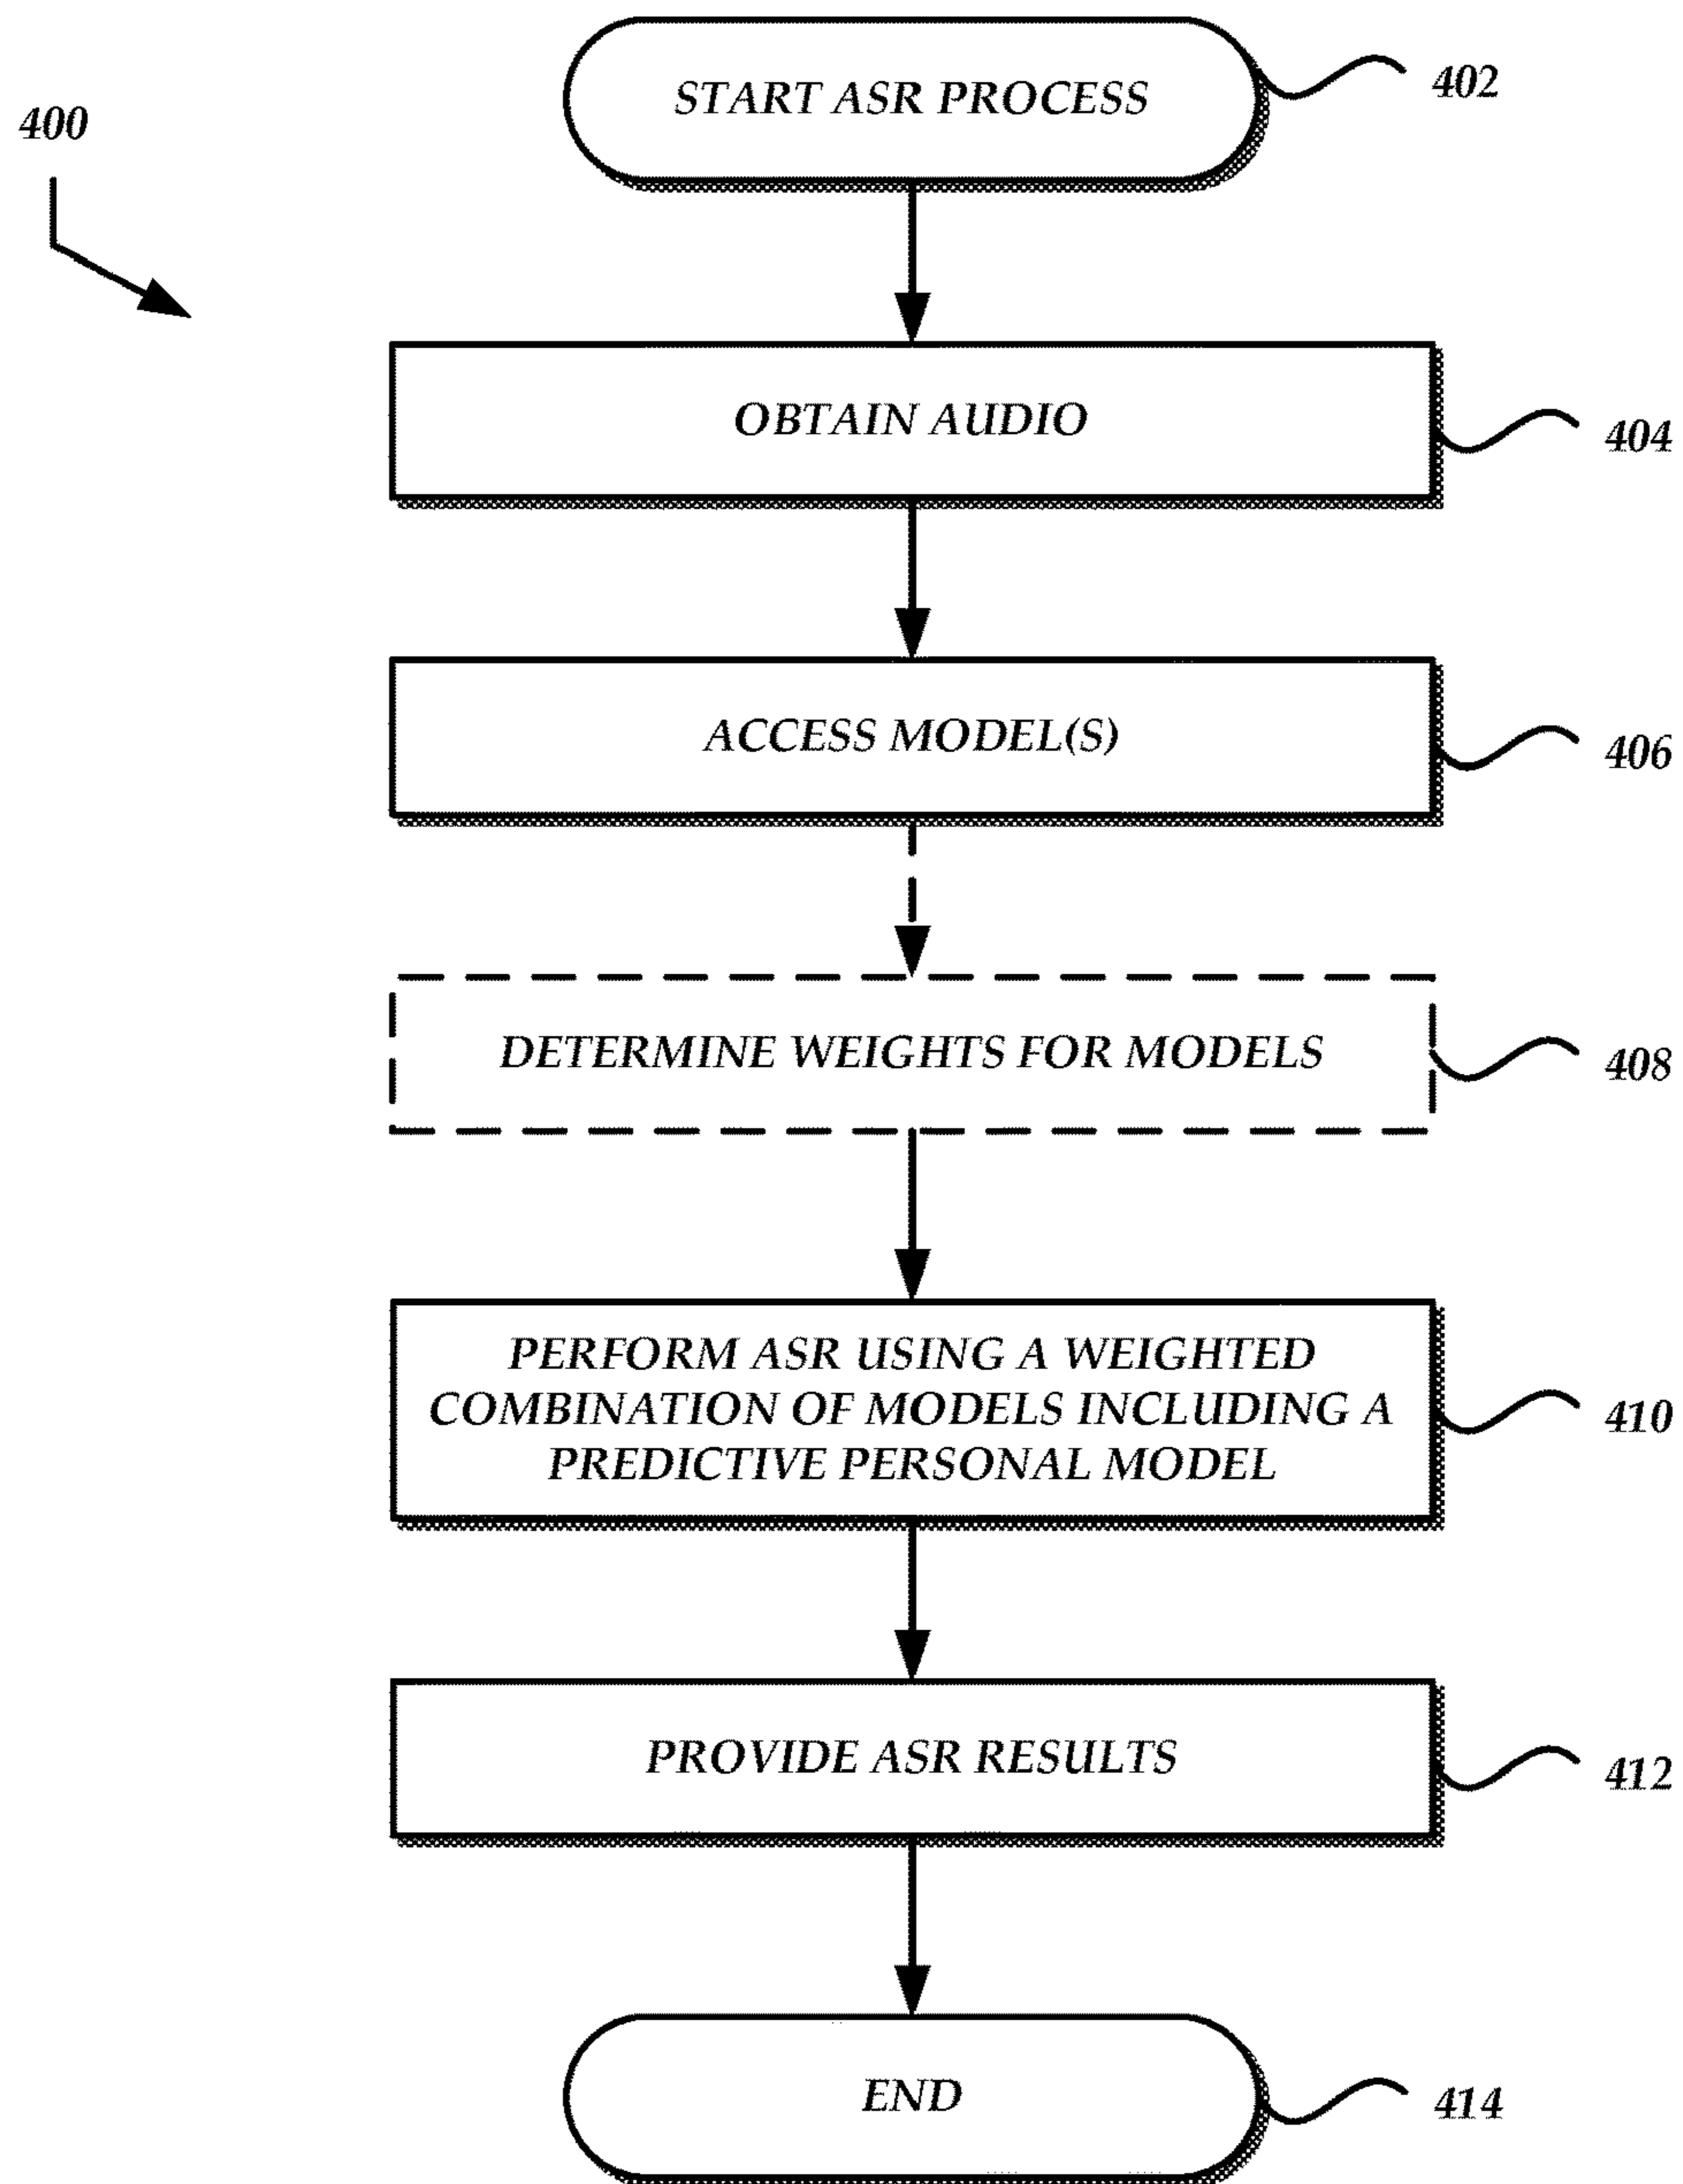 400
START ASR PROCESS
402
OBTAIN AUDIO
404
ACCESS MODEL(S)
406
DETERMINE WEIGHTS FOR MODELS
408
PERFORM ASR USING A WEIGHTED
COMBINATION OF MODELS INCLUDING A
PREDICTIVE PERSONAL MODEL
410
PROVIDE ASR RESULTS
412
END
414